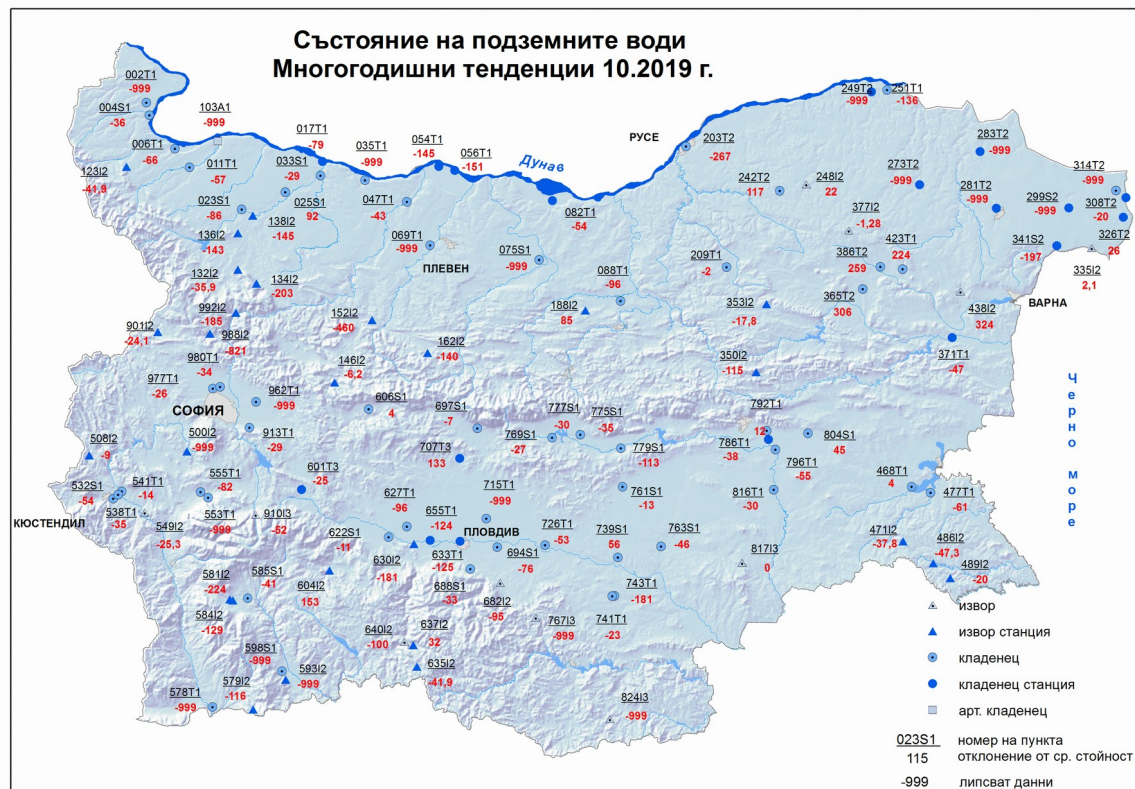 Състояние на подземните води
Многогодишни тенденции 10.2019 г.
002T1
-999
004S1
-36
103A1
-999
006T1
-66
011T1
-57
123I2
-41,9
017T1
-79
033S1
-29
035T1
-999
054T1
-145
056T1
-151
Дунав
РУСЕ
203T2
-267
249T2
-999
251T1
-136
283T2
-999
273T2
-999
281T2
-999
299S2
-999
314T2
-999
308T2
-20
326T2
26
341S2
-197
335I2
2,1
242T2
117
248I2
22
377I2
-1,28
386T2
259
423T1
224
365T2
306
ВАРНА
438I2
324
371T1
-47
023S1
-86
025S1
92
047T1
-43
138I2
-145
136I2
-143
069T1
-999
ПЛЕВЕН
075S1
-999
082T1
-54
088T1
-96
209T1
-2
132I2
-35,9
134I2
-203
992I2
-185
988I2
-821
901I2
-24,1
152I2
-460
162I2
-140
188I2
85
353I2
-17,8
350I2
-115
146I2
-6,2
980T1
-34
977T1
-26
СОФИЯ
962T1
-999
606S1
4
697S1
-7
777S1
-30
775S1
-35
769S1
-27
779S1
-113
792T1
12
786T1
-38
804S1
45
796T1
-55
Черно море
508I2
-9
500I2
-999
913T1
-29
707T3
133
601T3
-25
532S1
-54
541T1
-14
538T1
-35
КЮСТЕНДИЛ
555T1
-82
553T1
-999
549I2
-25,3
910I3
-52
627T1
-96
655T1
-124
715T1
-999
ПЛОВДИВ
726T1
-53
761S1
-13
739S1
56
763S1
-46
816T1
-30
468T1
4
477T1
-61
471I2
-37,8
486I2
-47,3
489I2
-20
817I3
0
622S1
-11
630I2
-181
633T1
-125
694S1
-76
688S1
-33
682I2
-95
743T1
-181
741T1
-23
767I3
-999
581I2
-224
585S1
-41
584I2
-129
604I2
153
640I2
-100
637I2
32
635I2
-41,9
598S1
-999
593I2
-999
579I2
-116
578T1
-999
824I3
-999
извор
извор станция
кладенец
кладенец станция
арт. кладенец
023S1 номер на пункта
115 отклонение от ср. стойност
-999 липсват данни